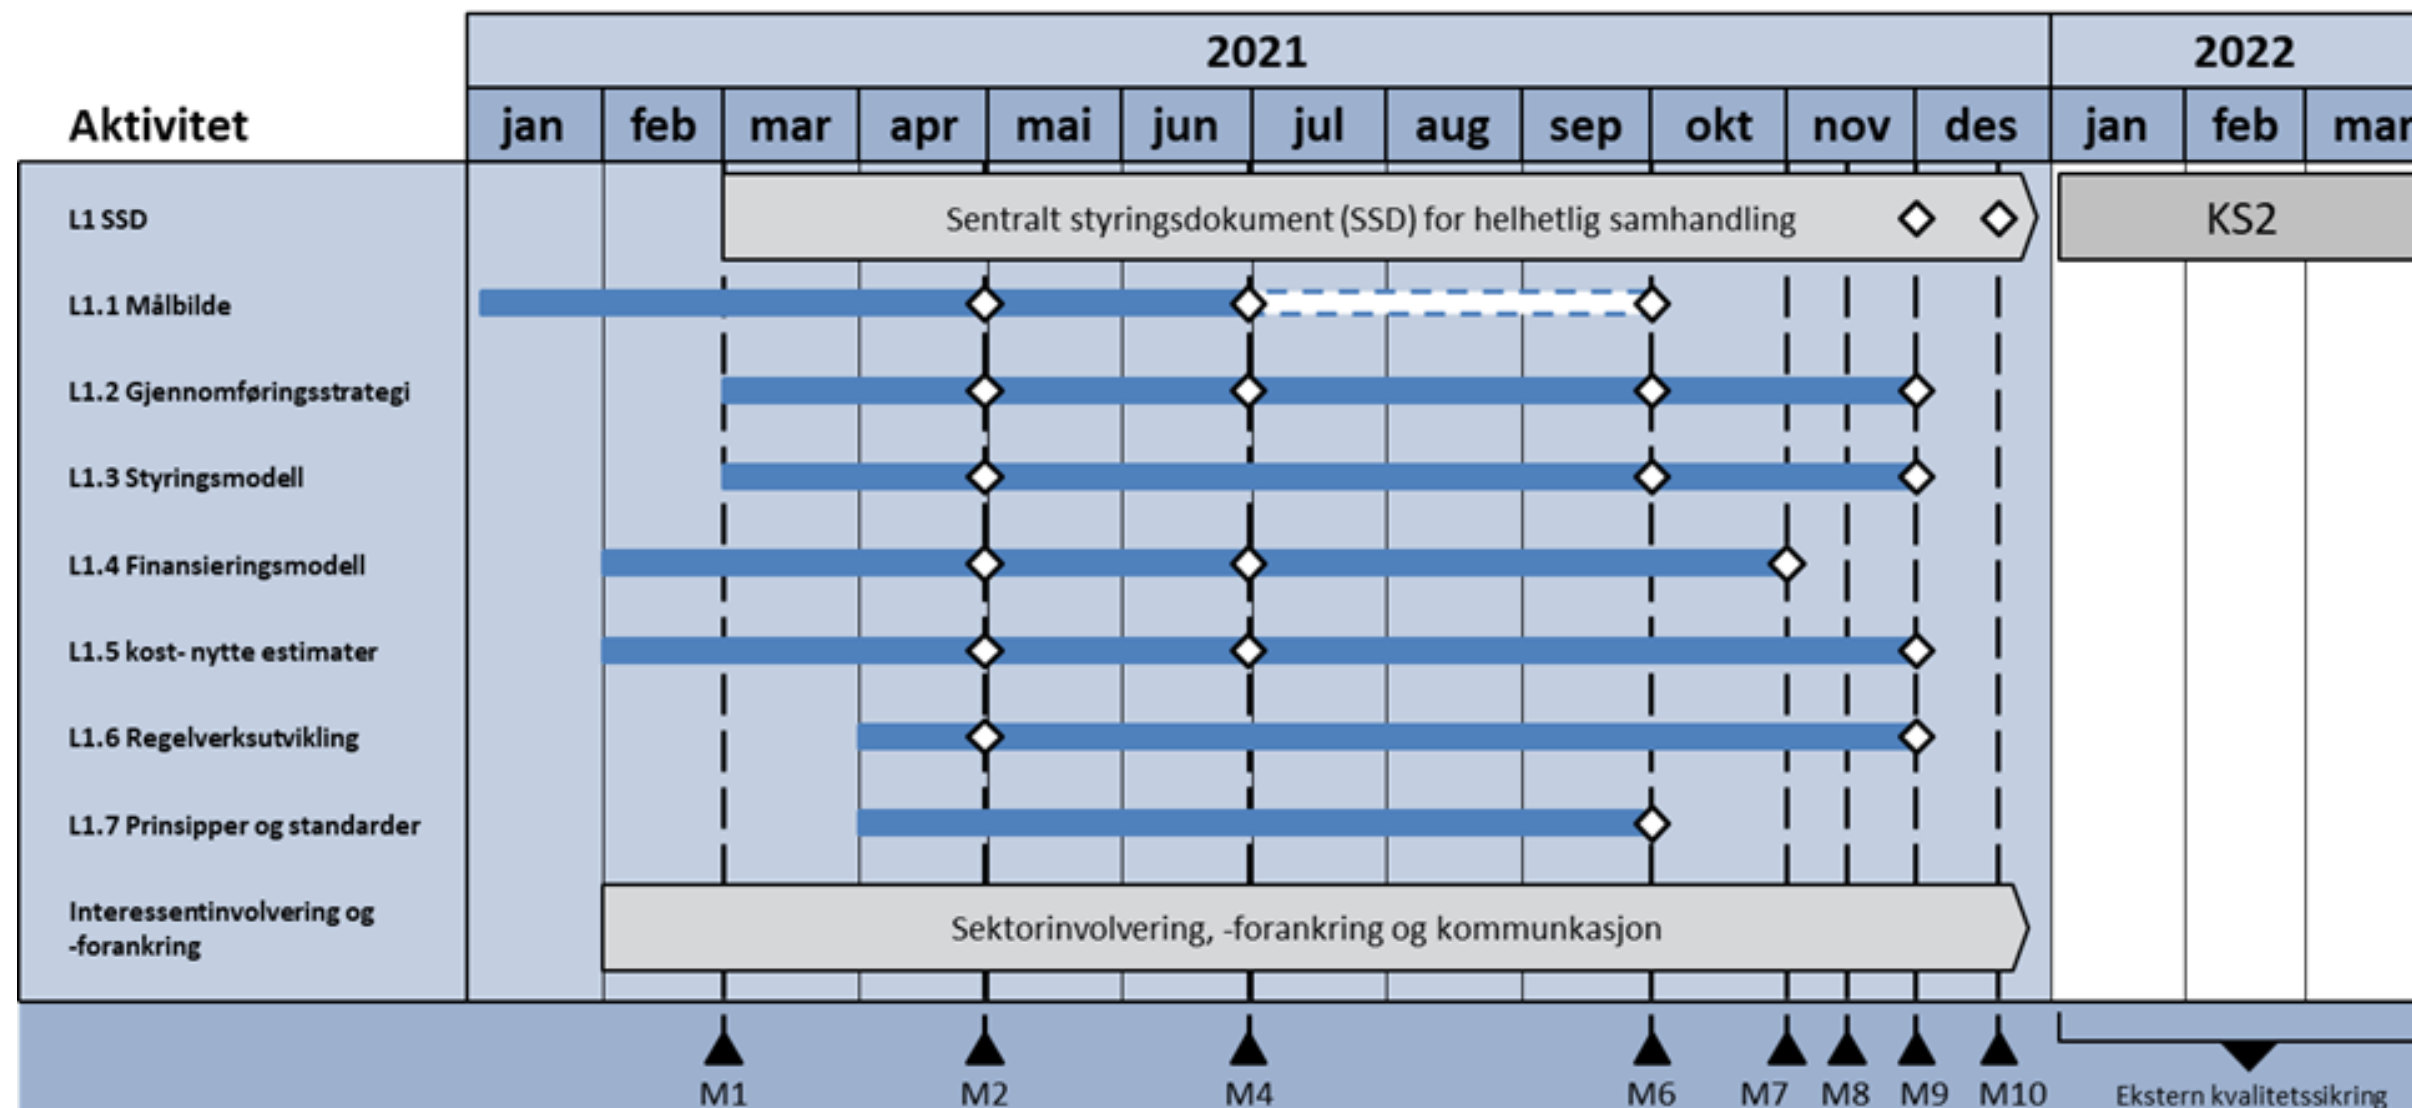 2021 2022
Aktivitet jan feb mar apr mai jun jul aug sep okt nov des jan feb mar
L1 SSD Sentralt styringsdokument (SSD) for helhetlig samhandling KS2
L1.1 Målbilde
L1.2 Gjennomføringsstrategi
L1.3 Styringsmodell
L1.4 Finansieringsmodell
L1.5 kost- nytte estimater
L1.6 Regelverksutvikling
L1.7 Prinsipper og standarder
Interessentinvolvering og
-forankring
Sektorinvolvering, -forankring og kommunkasjon
M1 M2 M4 M6 M7 M8 M9 M10 Ekstern kvalitetssikring